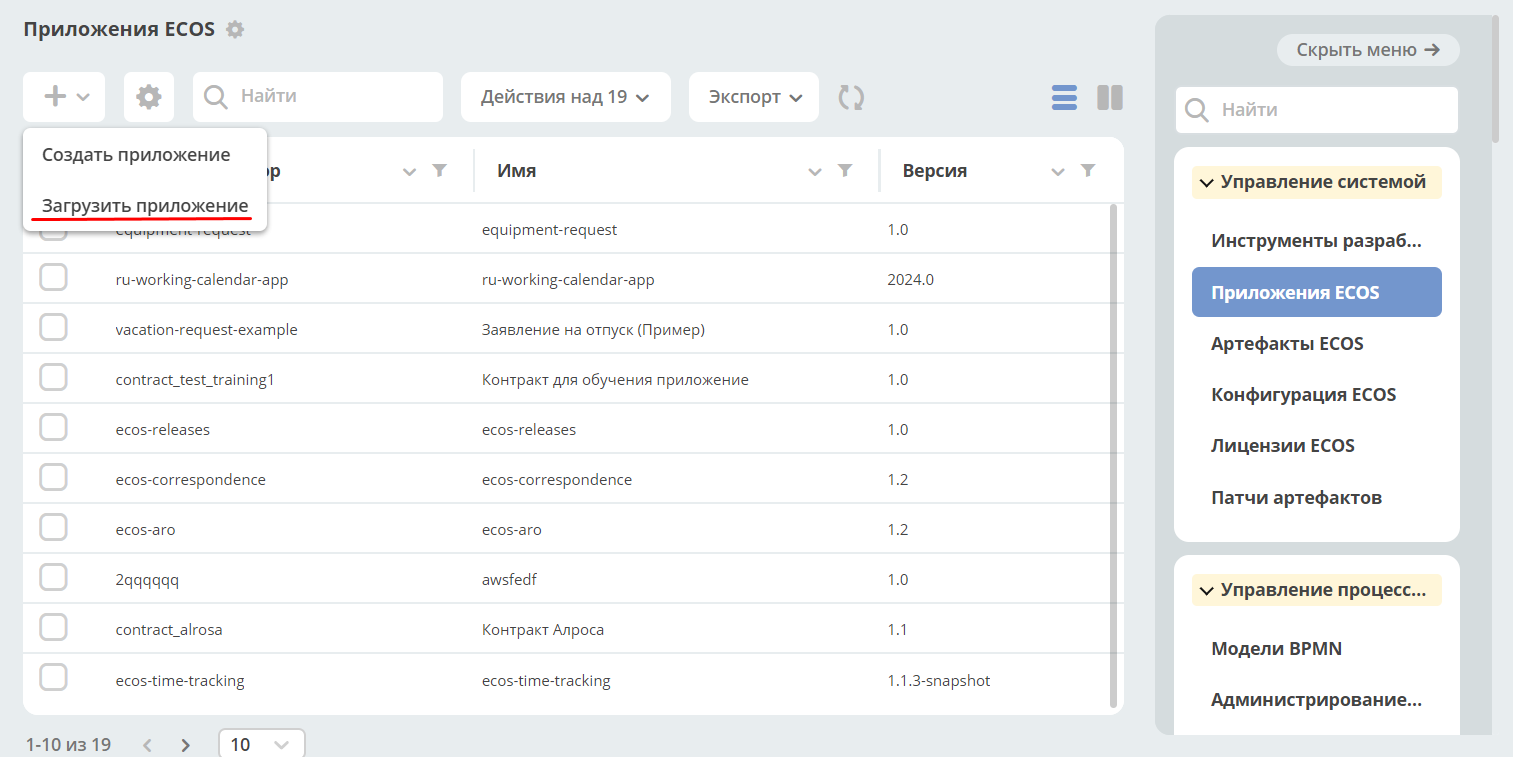 Приложения ECOS
Скрыть меню
Найти
Действия над 19
Экспорт
Найти
Создать приложение
Загрузить приложение
Имя
Версия
equipment-request equipment-request 1.0
ru-working-calendar-app ru-working-calendar-app 2024.0
vacation-request-example Заявление на отпуск (Пример) 1.0
contract_test_training1 Контракт для обучения приложение 1.0
ecos-releases ecos-releases 1.0
ecos-correspondence ecos-correspondence 1.2
ecos-aro ecos-aro 1.2
2qqqqqq awsfedf 1.0
contract_alrosa Контракт Алроса 1.1
ecos-time-tracking ecos-time-tracking 1.1.3-snapshot
1-10 из 19
10
Управление системой
Инструменты разраб...
Приложения ECOS
Артефакты ECOS
Конфигурация ECOS
Лицензии ECOS
Патчи артефактов
Управление процесс...
Модели BPMN
Администрирование...